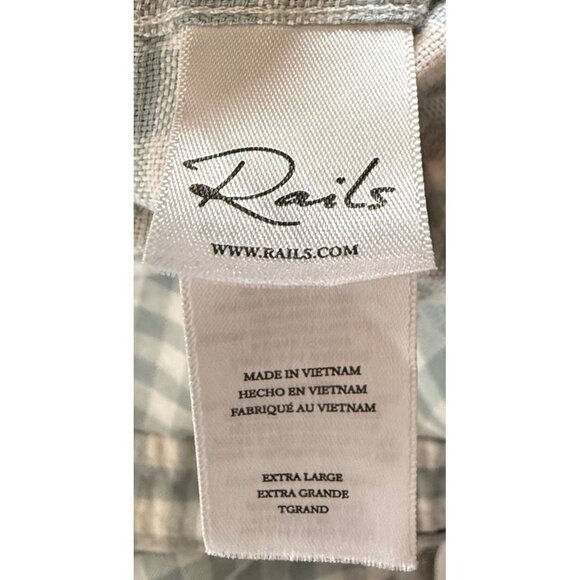 Rails
WWW.RAILS.COM
MADE IN VIETNAM
HECHO EN VIETNAM
FABRIQUÉ AU VIETNAM
EXTRA LARGE
EXTRA GRANDE
TGRAND